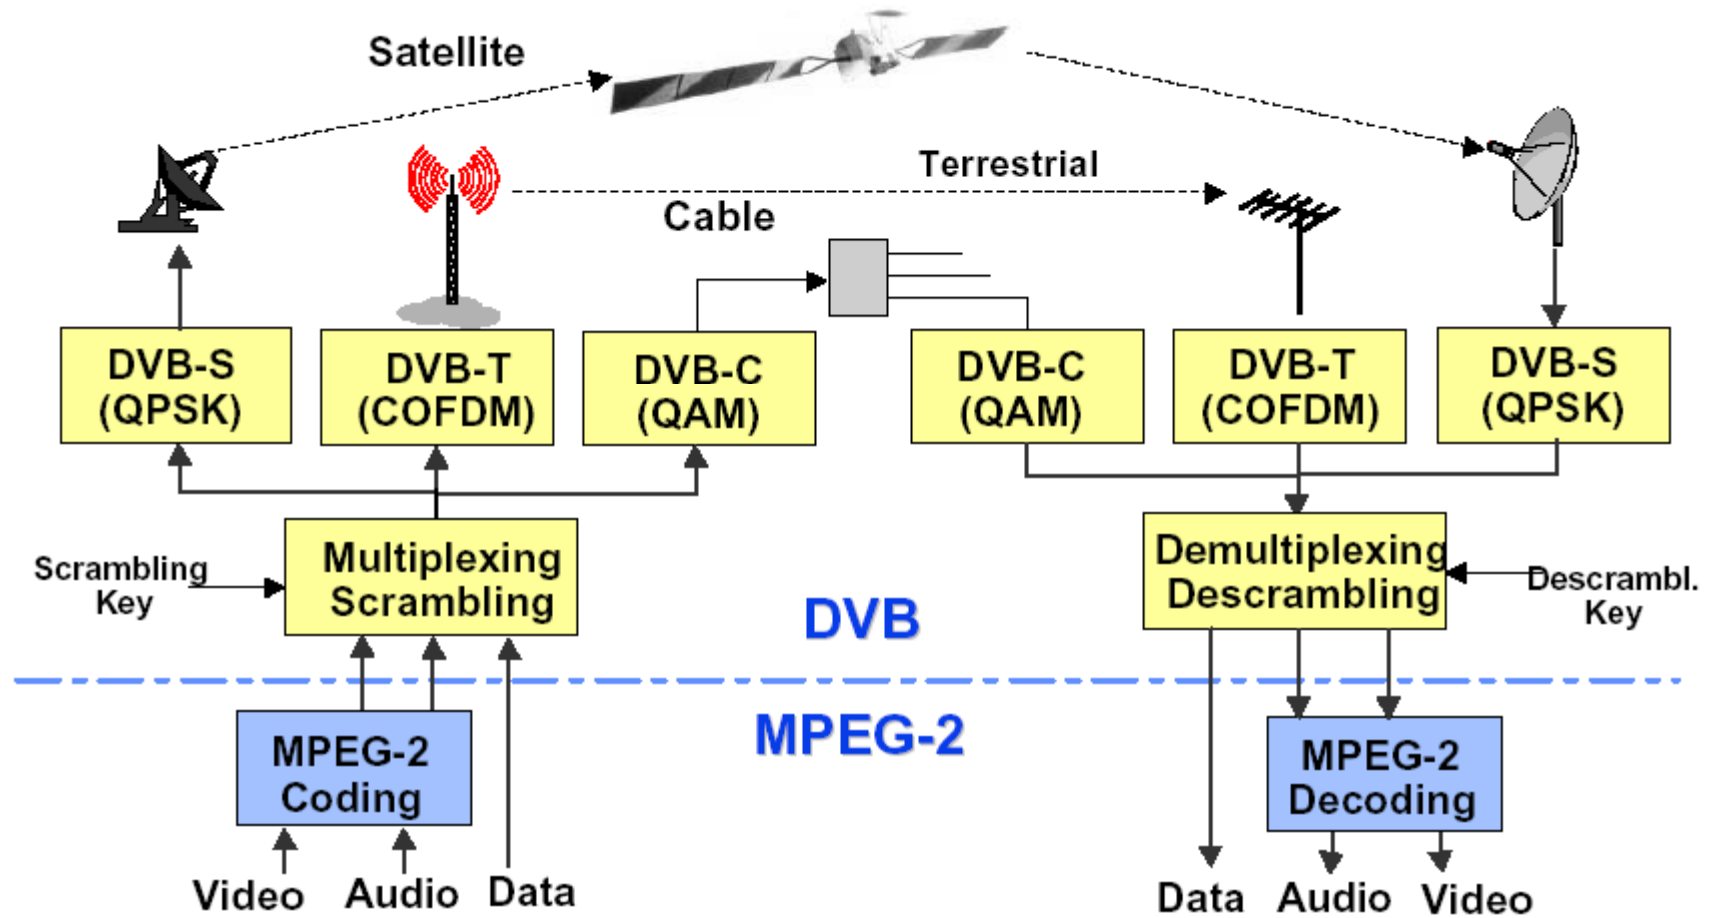 Satellite
Terrestrial
Cable
DVB-S
(QPSK)
DVB-T
(COFDM)
DVB-C
(QAM)
DVB-C
(QAM)
DVB-T
(COFDM)
DVB-S
(QPSK)
Scrambling
Key
Multiplexing
Scrambling
Demultiplexing
Descrambling
Descrambl.
Key
DVB
MPEG-2
MPEG-2
Coding
MPEG-2
Decoding
Video
Audio
Data
Data
Audio
Video